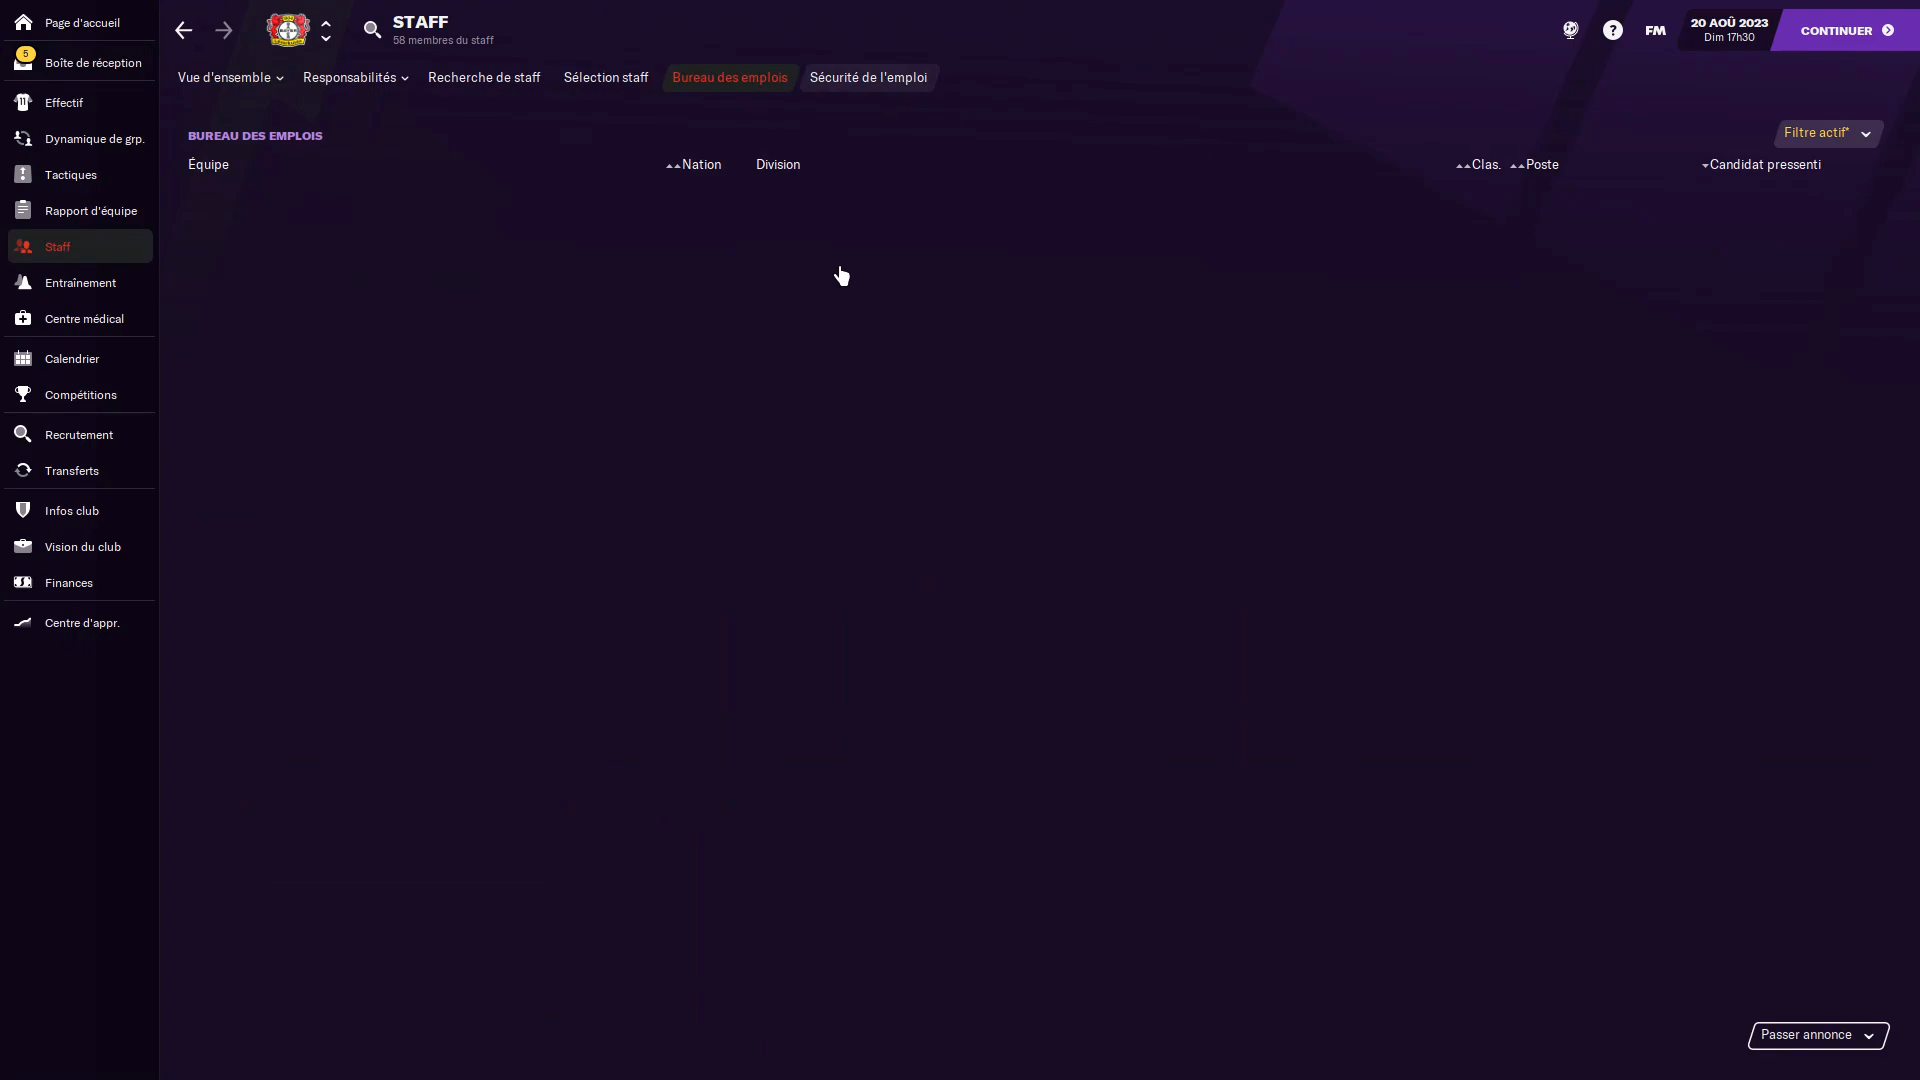 Page d'accueil
5
Boîte de réception
Effectif
Dynamique de grp.
Tactiques
Rapport d'équipe
Staff
Entraînement
Centre médical
Calendrier
Compétitions
Recrutement
Transferts
Infos club
Vision du club
Finances
Centre d'appr.
STAFF
58 membres du staff
FM
20 AOÛ 2023
Dim 17h30
CONTINUER
Vue d'ensemble
Responsabilités
Recherche de staff
Sélection staff
Bureau des emplois
Sécurité de l'emploi
BUREAU DES EMPLOIS
Filtre actif*
Équipe Nation Division Clas. Poste Candidat pressenti
Passer annonce